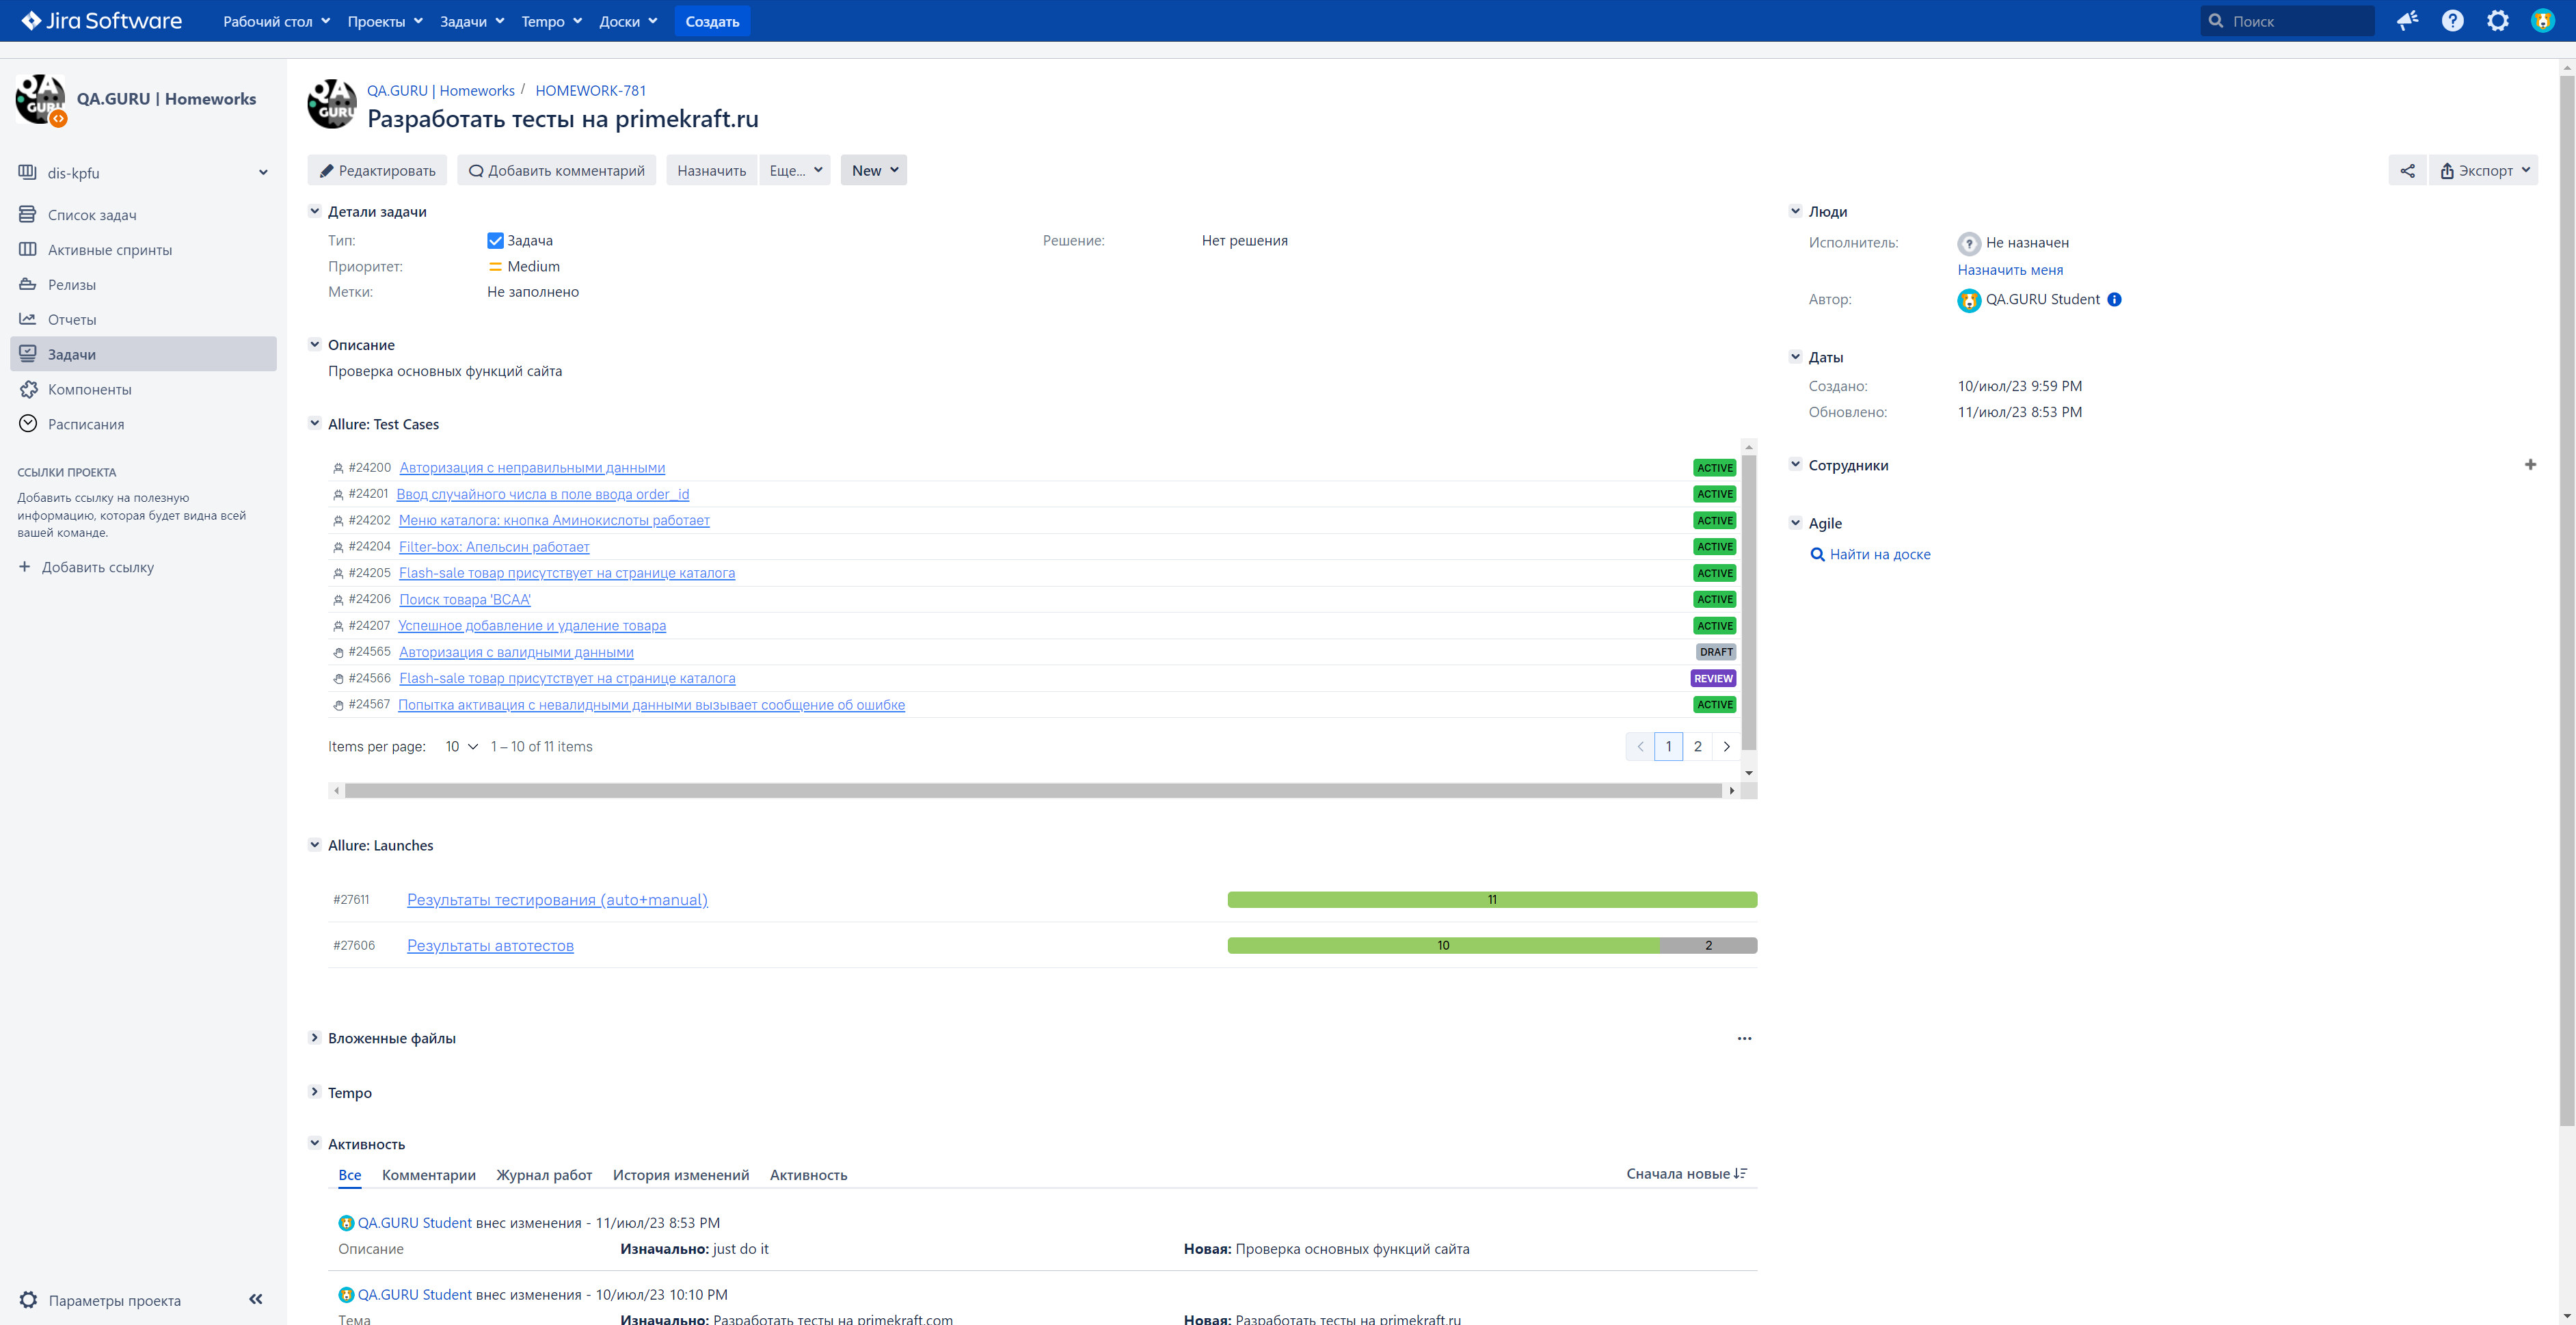 Jira Software Рабочий стол Проекты Задачи Tempo Доски Создать Поиск
QA.GURU | Homeworks
dis-kpfu
Список задач
Активные спринты
Релизы
Отчеты
Задачи
Компоненты
Расписания
ССЫЛКИ ПРОЕКТА
Добавить ссылку на полезную
информацию, которая будет видна всей
вашей команде.
Добавить ссылку
Параметры проекта
QA.GURU | Homeworks / HOMEWORK-781
Разработать тесты на primekraft.ru
Редактировать Добавить комментарий Назначить Еще... New Экспорт
Детали задачи
Тип: Задача Решение: Нет решения
Приоритет: Medium
Метки: Не заполнено
Описание
Проверка основных функций сайта
Allure: Test Cases
#24200 Авторизация с неправильными данными ACTIVE
#24201 Ввод случайного числа в поле ввода order_id ACTIVE
#24202 Меню каталога: кнопка Аминокислоты работает ACTIVE
#24204 Filter-box: Апельсин работает ACTIVE
#24205 Flash-sale товар присутствует на странице каталога ACTIVE
#24206 Поиск товара 'BCAA' ACTIVE
#24207 Успешное добавление и удаление товара ACTIVE
#24565 Авторизация с валидными данными DRAFT
#24566 Flash-sale товар присутствует на странице каталога REVIEW
#24567 Попытка активация с невалидными данными вызывает сообщение об ошибке ACTIVE
Items per page: 10 1 – 10 of 11 items 1 2
Allure: Launches
#27611 Результаты тестирования (auto+manual) 11
#27606 Результаты автотестов 10 2
Вложенные файлы
Tempo
Активность
Все Комментарии Журнал работ История изменений Активность Сначала новые
QA.GURU Student внес изменения - 11/июл/23 8:53 PM
Описание Изначально: just do it Новая: Проверка основных функций сайта
QA.GURU Student внес изменения - 10/июл/23 10:10 PM
Тема Изначально: Разработать тесты на primekraft.com Новая: Разработать тесты на primekraft.ru
Люди
Исполнитель: Не назначен
Назначить меня
Автор: QA.GURU Student
Даты
Создано: 10/июл/23 9:59 PM
Обновлено: 11/июл/23 8:53 PM
Сотрудники
Agile
Найти на доске